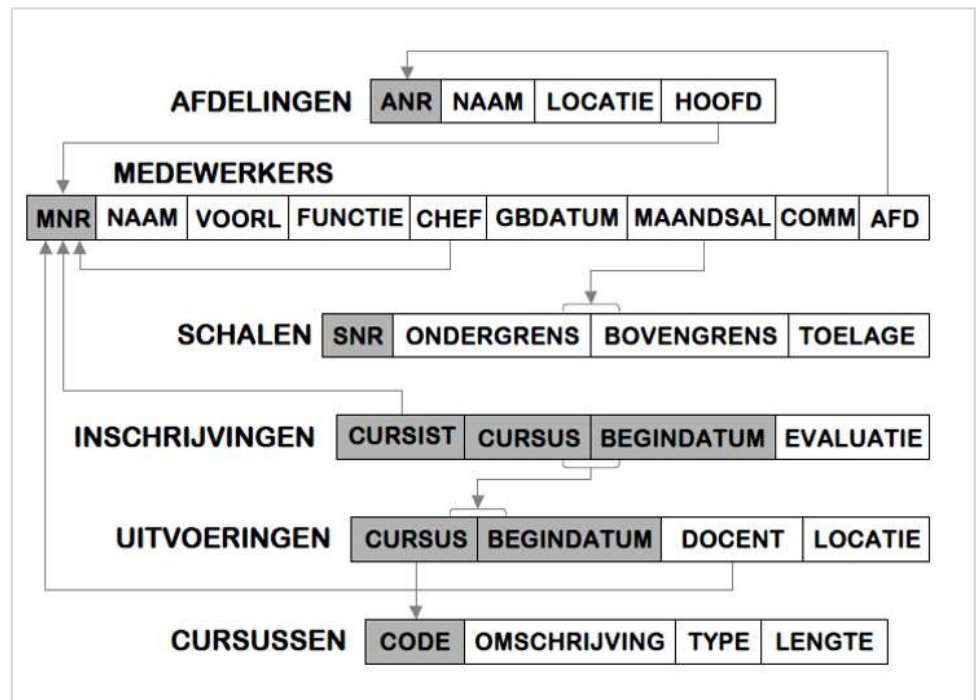 AFDELINGEN ANR NAAM LOCATIE HOOFD
MEDEWERKERS
MNR NAAM VOORL FUNCTIE CHEF GBDATUM MAANDSAL COMM AFD
SCHALEN SNR ONDERGRENS BOVENGRENS TOELAGE
INSCHRIJVINGEN CURSIST CURSUS BEGINDATUM EVALUATIE
UITVOERINGEN CURSUS BEGINDATUM DOCENT LOCATIE
CURSUSSEN CODE OMSCHRIJVING TYPE LENGTE